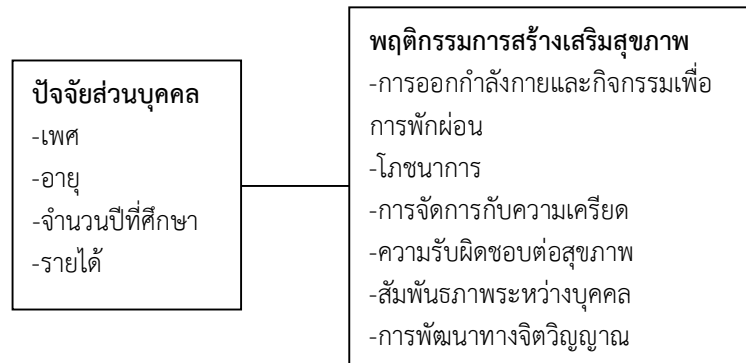 ปัจจัยส่วนบุคคล
-เพศ
-อายุ
-จำนวนปีที่ศึกษา
-รายได้
พฤติกรรมการสร้างเสริมสุขภาพ
-การออกกำลังกายและกิจกรรมเพื่อ
การพักผ่อน
-โภชนาการ
-การจัดการกับความเครียด
-ความรับผิดชอบต่อสุขภาพ
-สัมพันธภาพระหว่างบุคคล
-การพัฒนาทางจิตวิญญาณ